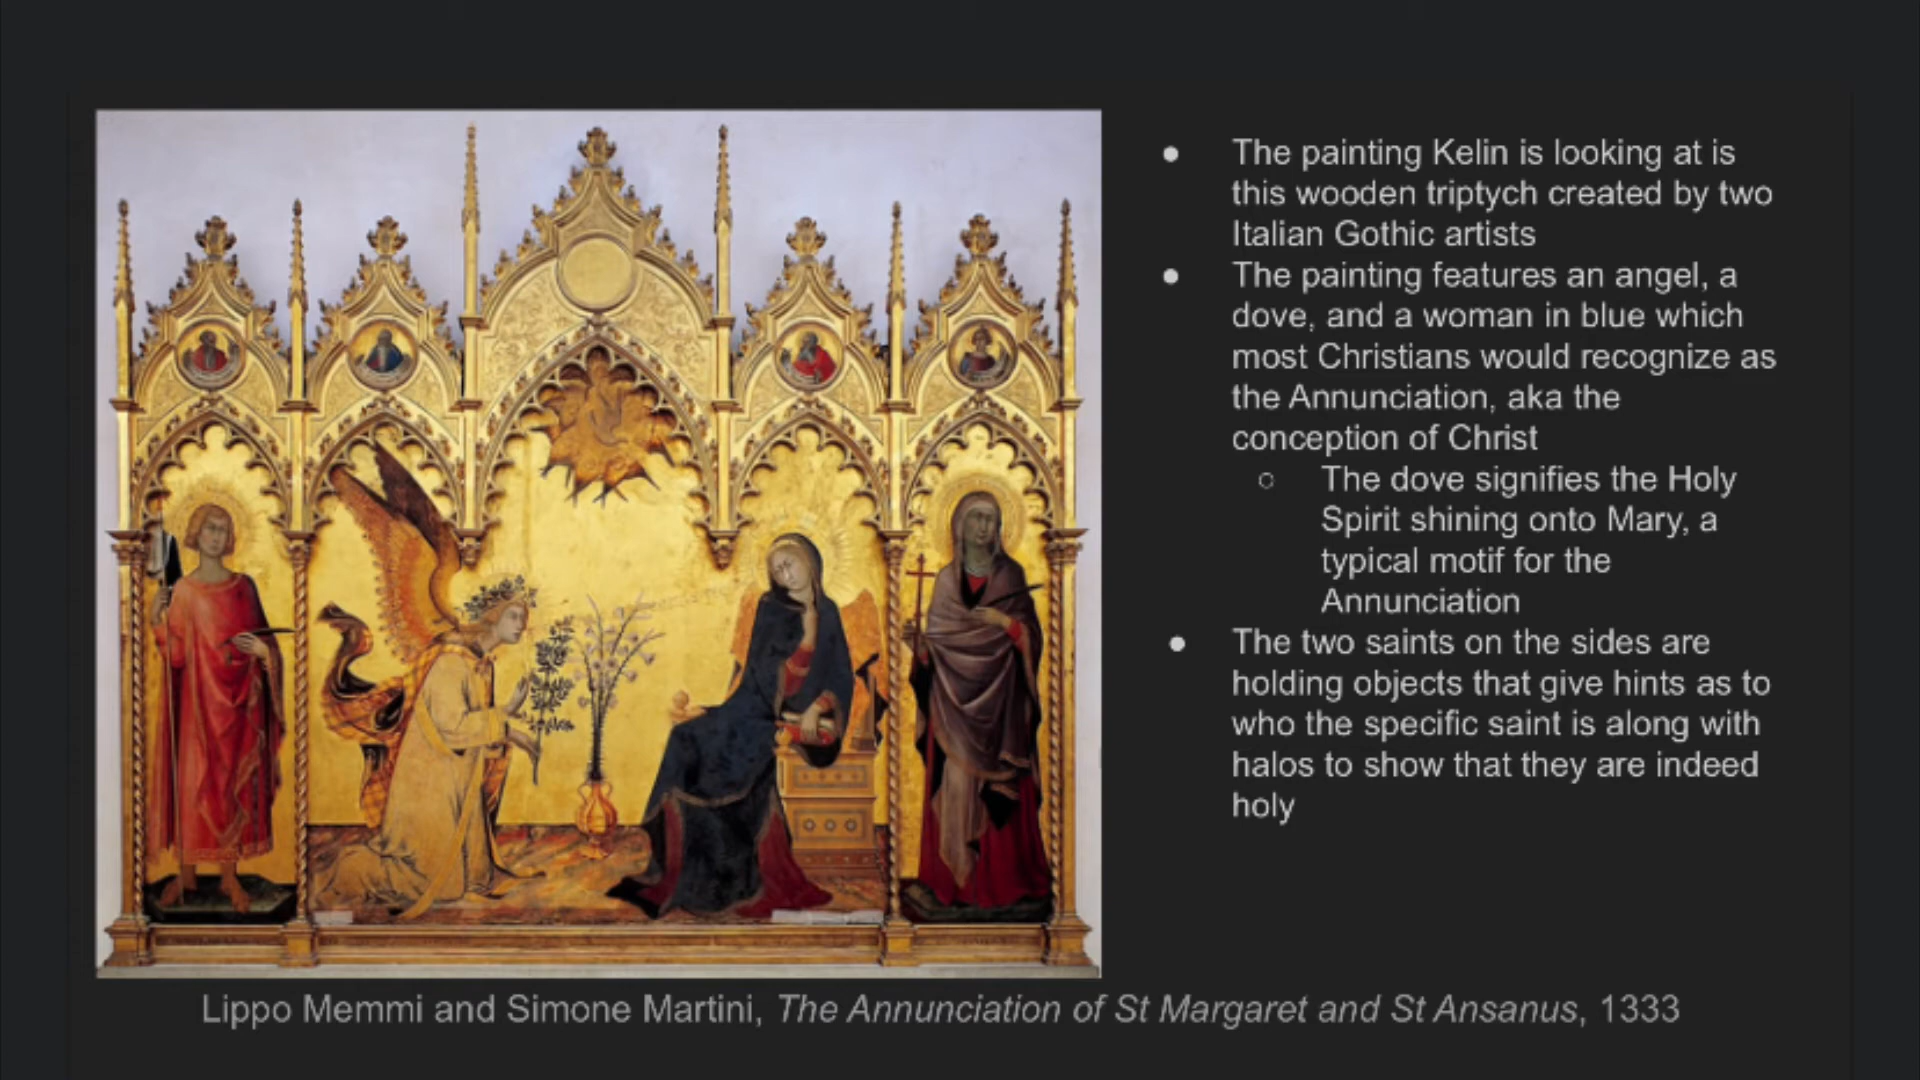 The painting Kelin is looking at is
this wooden triptych created by two
Italian Gothic artists
The painting features an angel, a
dove, and a woman in blue which
most Christians would recognize as
the Annunciation, aka the
conception of Christ
The dove signifies the Holy
Spirit shining onto Mary, a
typical motif for the
Annunciation
The two saints on the sides are
holding objects that give hints as to
who the specific saint is along with
halos to show that they are indeed
holy
Lippo Memmi and Simone Martini, The Annunciation of St Margaret and St Ansanus, 1333